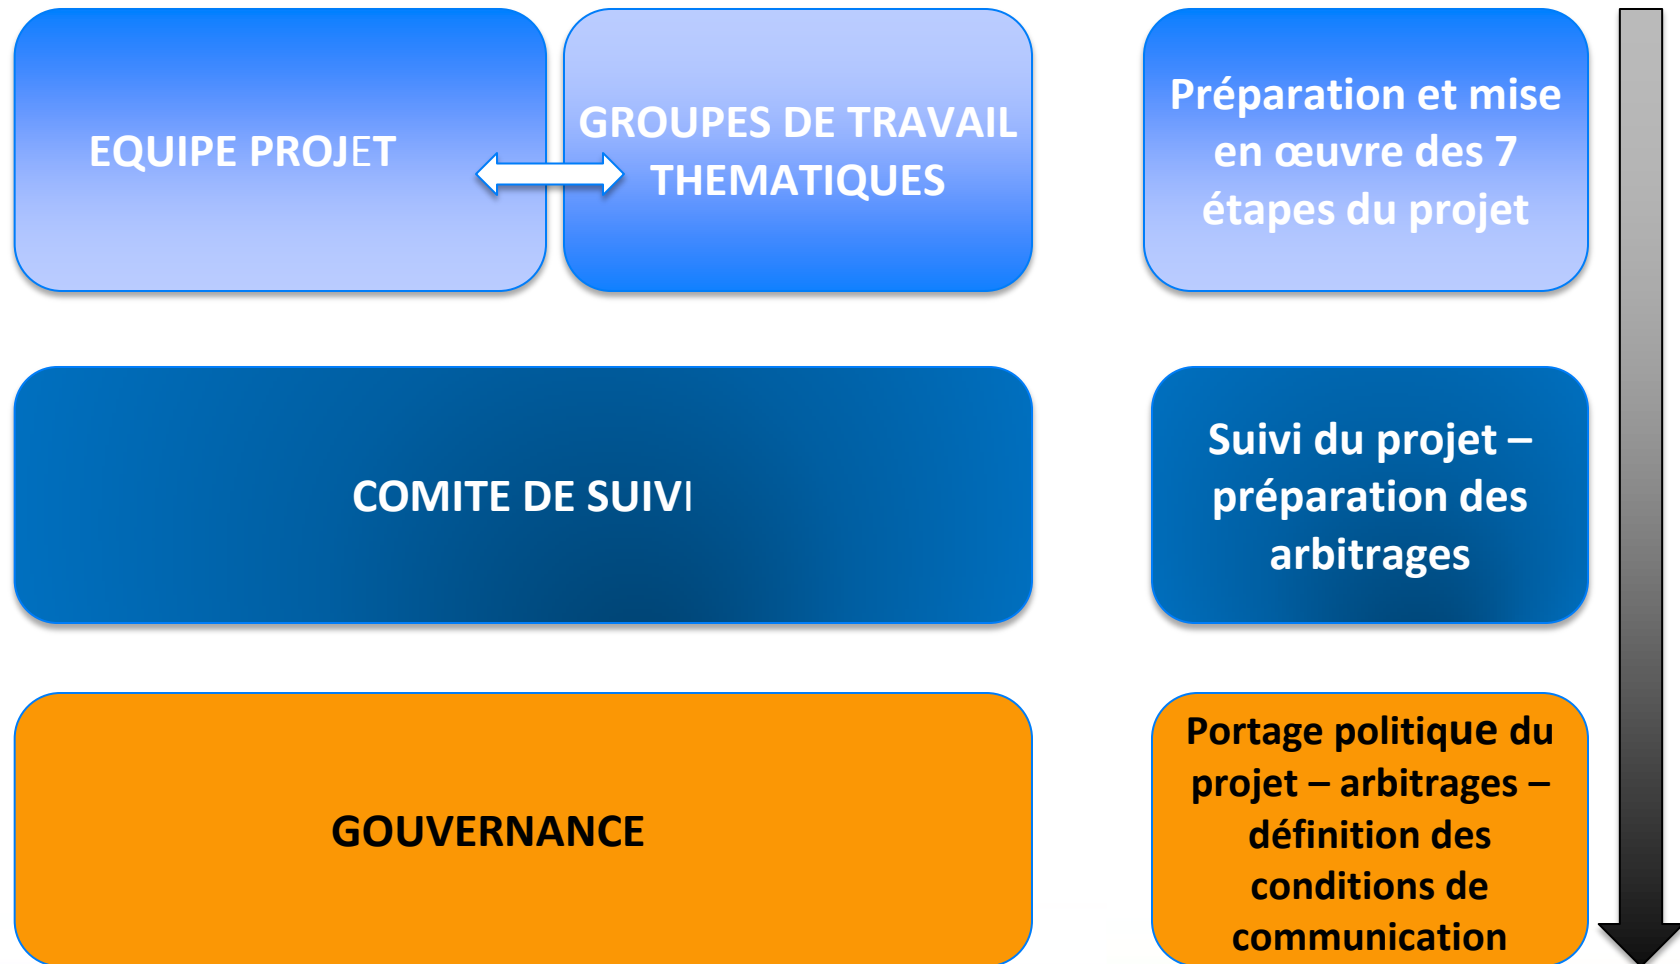 EQUIPE PROJET
GROUPES DE TRAVAIL
THEMATIQUES
Préparation et mise
en œuvre des 7
étapes du projet
COMITE DE SUIVI
Suivi du projet –
préparation des
arbitrages
GOUVERNANCE
Portage politique du
projet – arbitrages –
définition des
conditions de
communication